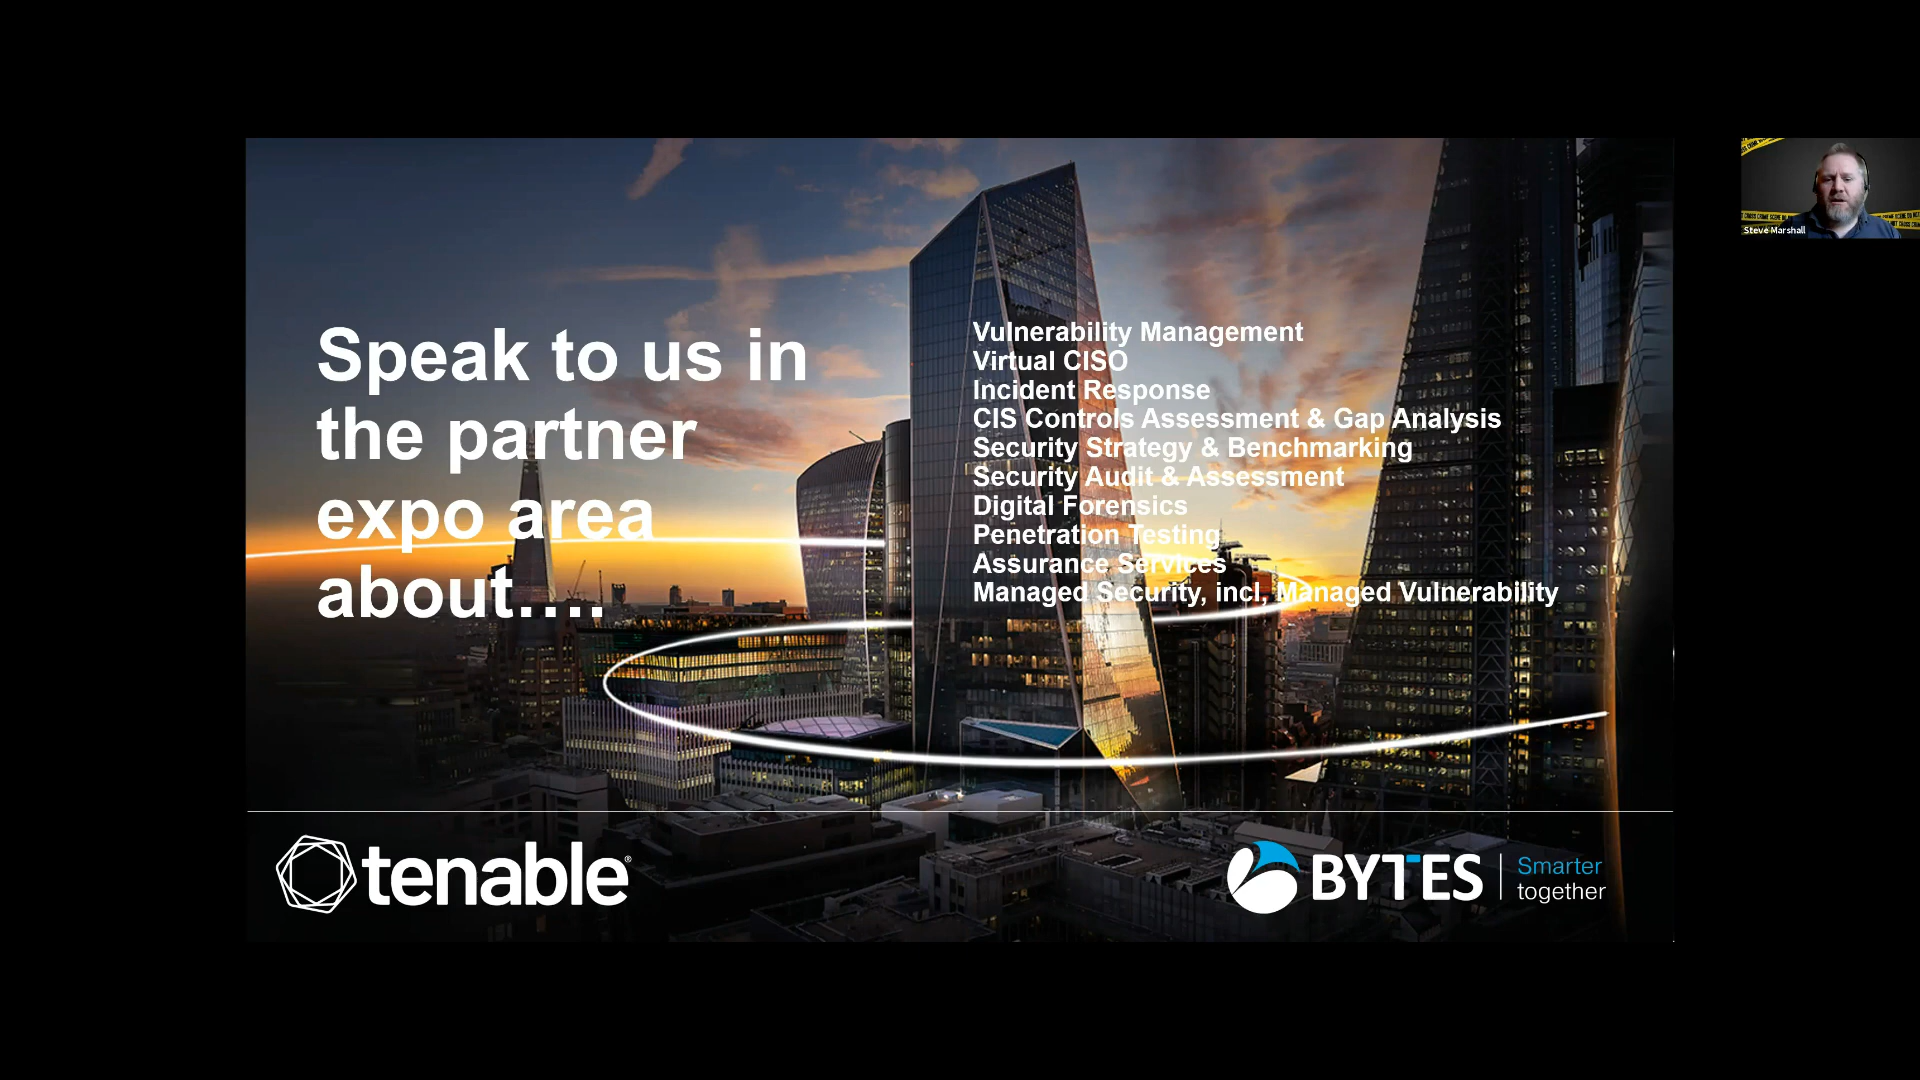 Speak to us in
the partner
expo area
about….
Vulnerability Management
Virtual CISO
Incident Response
CIS Controls Assessment & Gap Analysis
Security Strategy & Benchmarking
Security Audit & Assessment
Digital Forensics
Penetration Testing
Assurance Services
Managed Security, incl, Managed Vulnerability
tenable®
BYTES
Smarter
together
Steve Marshall